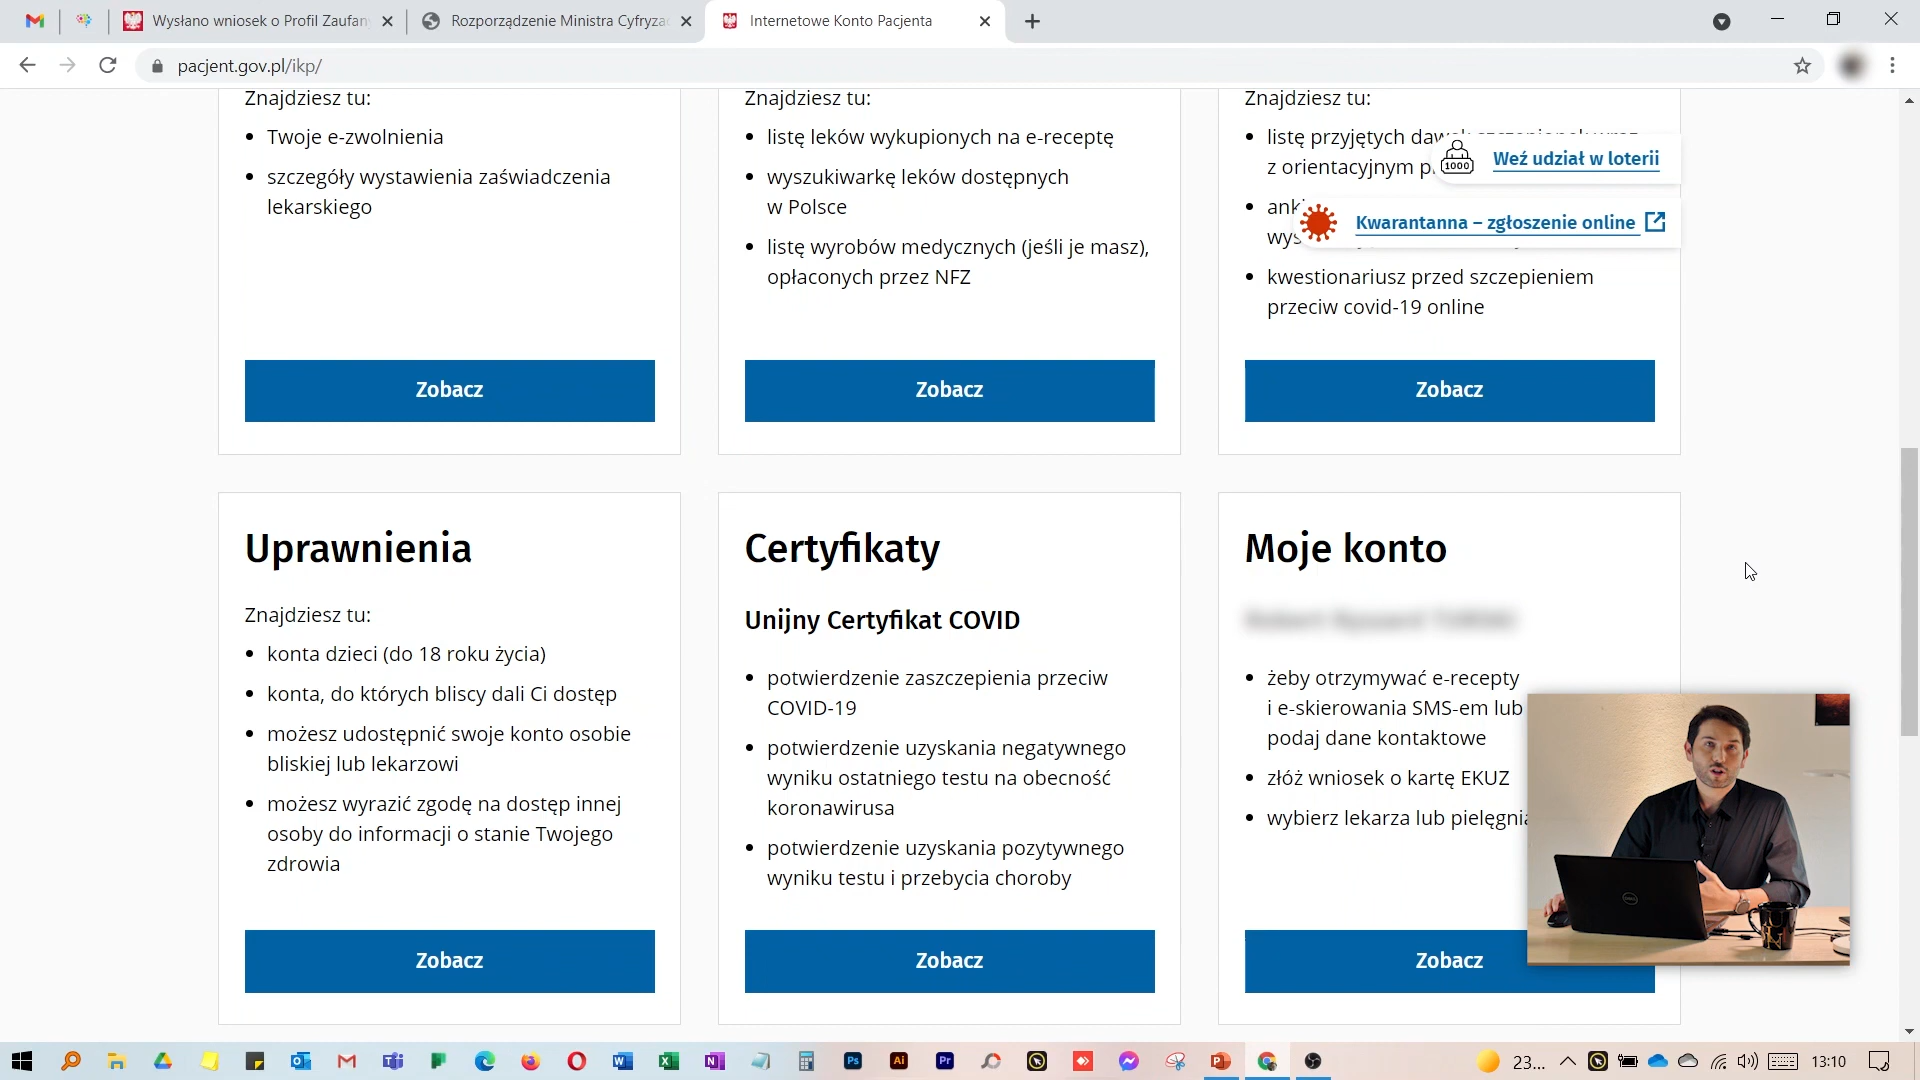 Wysłano wniosek o Profil Zaufan
Rozporządzenie Ministra Cyfryza
Internetowe Konto Pacjenta
pacjent.gov.pl/ikp/
Znajdziesz tu:
Twoje e-zwolnienia
szczegóły wystawienia zaświadczenia
lekarskiego
Zobacz
Znajdziesz tu:
listę leków wykupionych na e-receptę
wyszukiwarkę leków dostępnych
w Polsce
listę wyrobów medycznych (jeśli je masz),
opłaconych przez NFZ
Zobacz
Znajdziesz tu:
listę przyjętych
z orientacyjnym
kwestionariusz przed szczepieniem
przeciw covid-19 online
Zobacz
1000
Weź udział w loterii
Kwarantanna – zgłoszenie online
Uprawnienia
Znajdziesz tu:
konta dzieci (do 18 roku życia)
konta, do których bliscy dali Ci dostęp
możesz udostępnić swoje konto osobie
bliskiej lub lekarzowi
możesz wyrazić zgodę na dostęp innej
osoby do informacji o stanie Twojego
zdrowia
Zobacz
Certyfikaty
Unijny Certyfikat COVID
potwierdzenie zaszczepienia przeciw
COVID-19
potwierdzenie uzyskania negatywnego
wyniku ostatniego testu na obecność
koronawirusa
potwierdzenie uzyskania pozytywnego
wyniku testu i przebycia choroby
Zobacz
Moje konto
żeby otrzymywać e-recepty
i e-skierowania SMS-em lub
podaj dane kontaktowe
złóż wniosek o kartę EKUZ
wybierz lekarza lub pielęgnia
Zobacz
23...
13:10